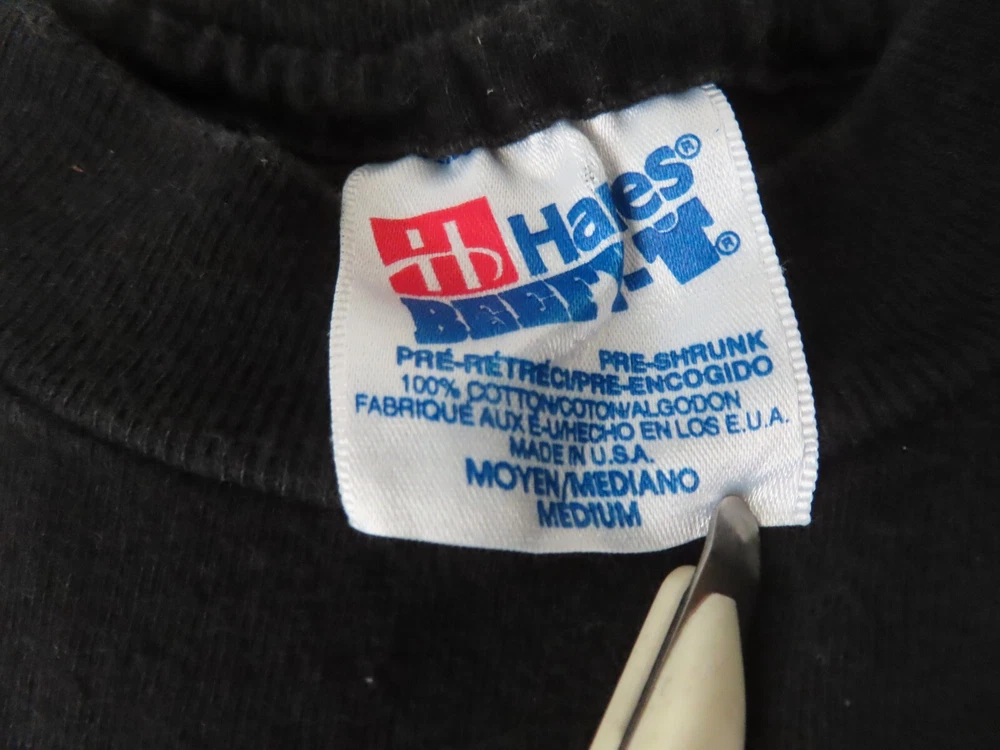 Hanes®
BEEFY-T®
PRE-SHRUNK
PRÉ-RÉTRÉCI/PRE-ENCOGIDO
100% COTTON/COTON/ALGODON
FABRIQUÉ AUX É-U/HECHO EN LOS E.U.A.
MADE IN U.S.A.
MOYEN/MEDIANO
MEDIUM